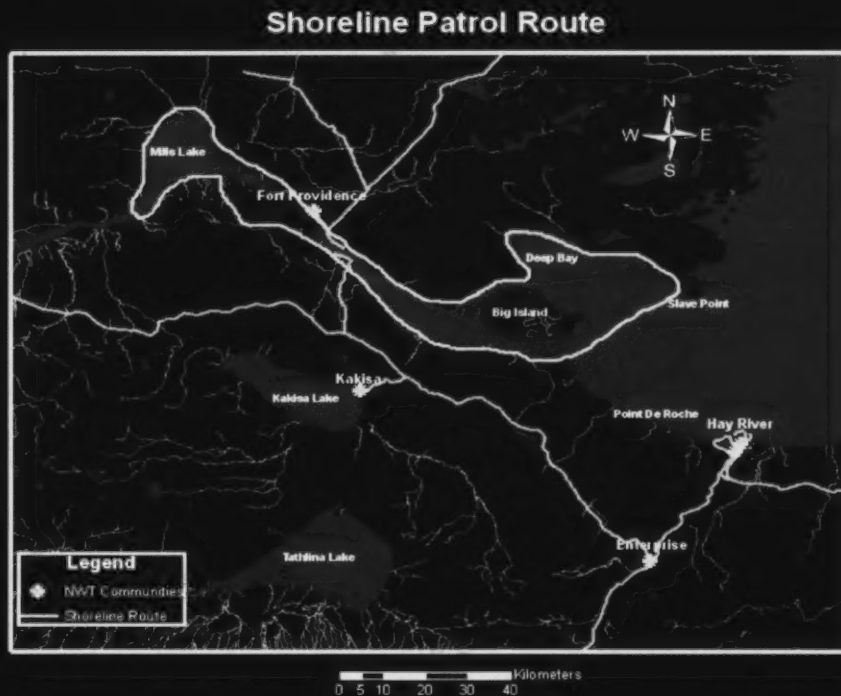 Shoreline Patrol Route
N
W E
S
Mills Lake
Fort Providence
Deep Bay
Slave Point
Big Island
Kakisa
Kakisa Lake
Point De Roche
Hay River
Enterprise
Tathlina Lake
Legend
NWT Communities
Shoreline Route
Kilometers
0 5 10 20 30 40